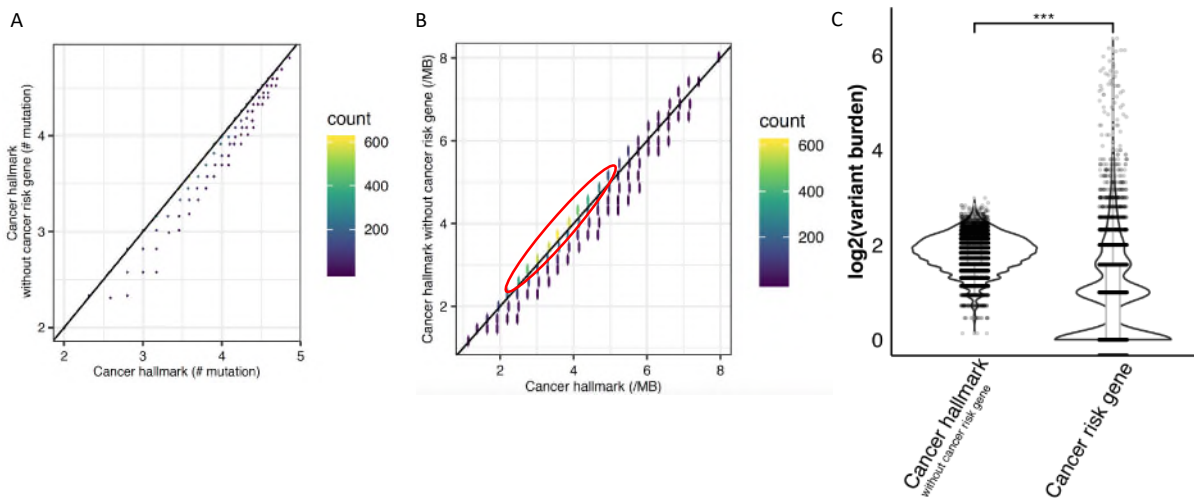 A
Cancer hallmark
without cancer risk gene (# mutation)
4
3
2
2
3
4
5
Cancer hallmark (# mutation)
count
600
400
200
B
Cancer hallmark without cancer risk gene (/MB)
8
6
4
2
2
4
6
8
Cancer hallmark (/MB)
count
600
400
200
C
***
log2(variant burden)
6
4
2
0
Cancer hallmark
without cancer risk gene
Cancer risk gene